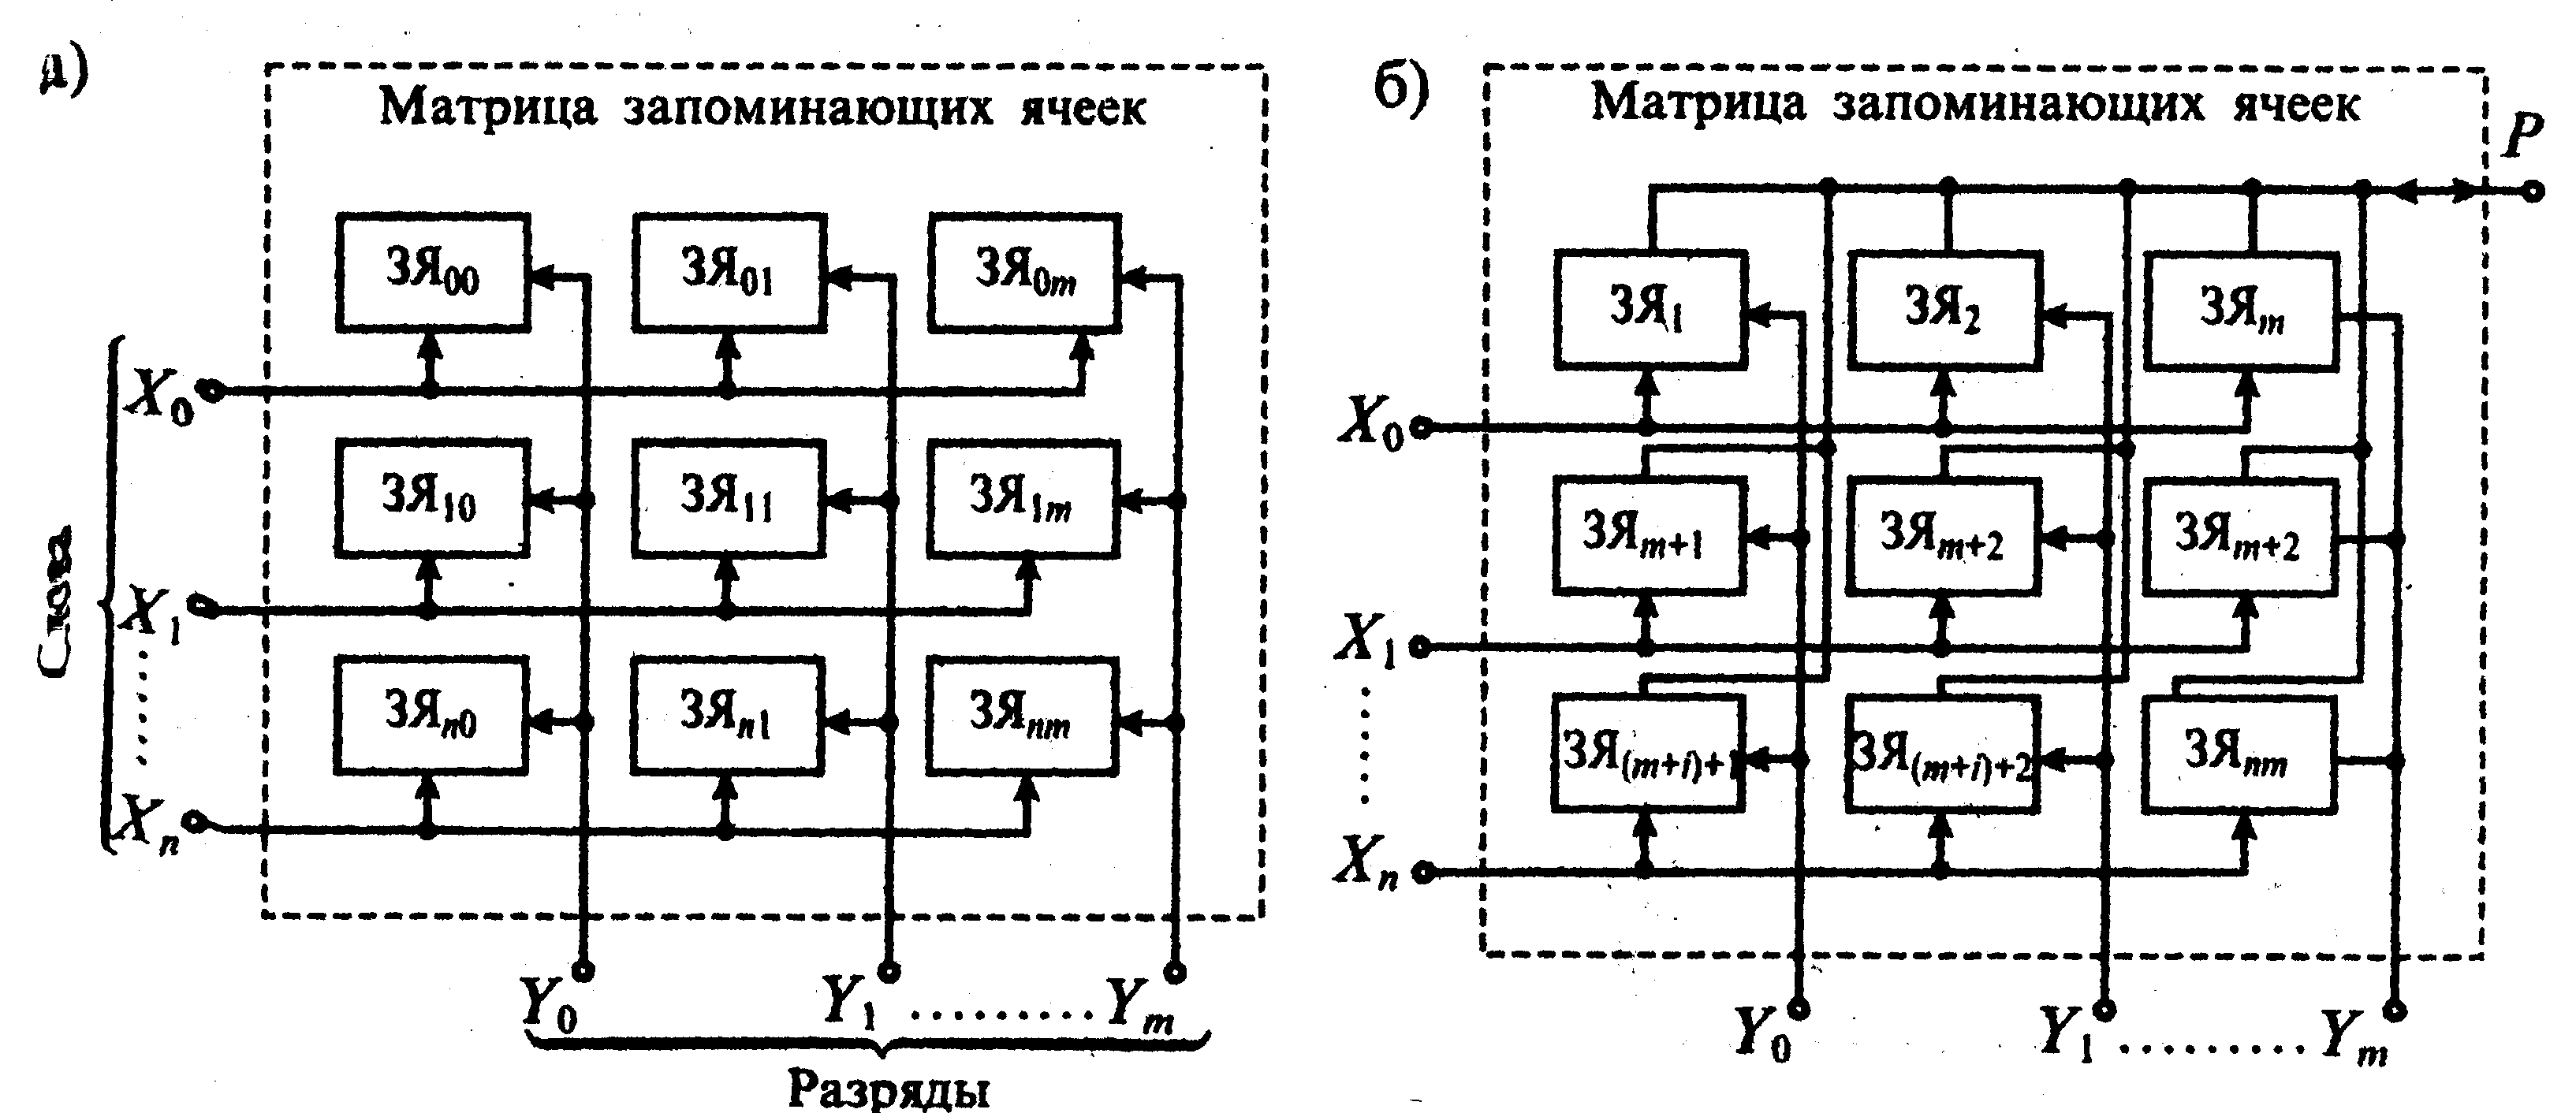 а)
Матрица запоминающих ячеек
ЗЯ00 ЗЯ01 ЗЯ0m
X0
ЗЯ10 ЗЯ11 ЗЯ1m
Слова
X1
ЗЯn0 ЗЯn1 ЗЯnm
Xn
Y0 Y1 ......... Ym
Разряды
б)
Матрица запоминающих ячеек
P
ЗЯ1 ЗЯ2 ЗЯm
X0
ЗЯm+1 ЗЯm+2 ЗЯm+2
X1
ЗЯ(m+i)+1 ЗЯ(m+i)+2 ЗЯnm
Xn
Y0 Y1 ......... Ym